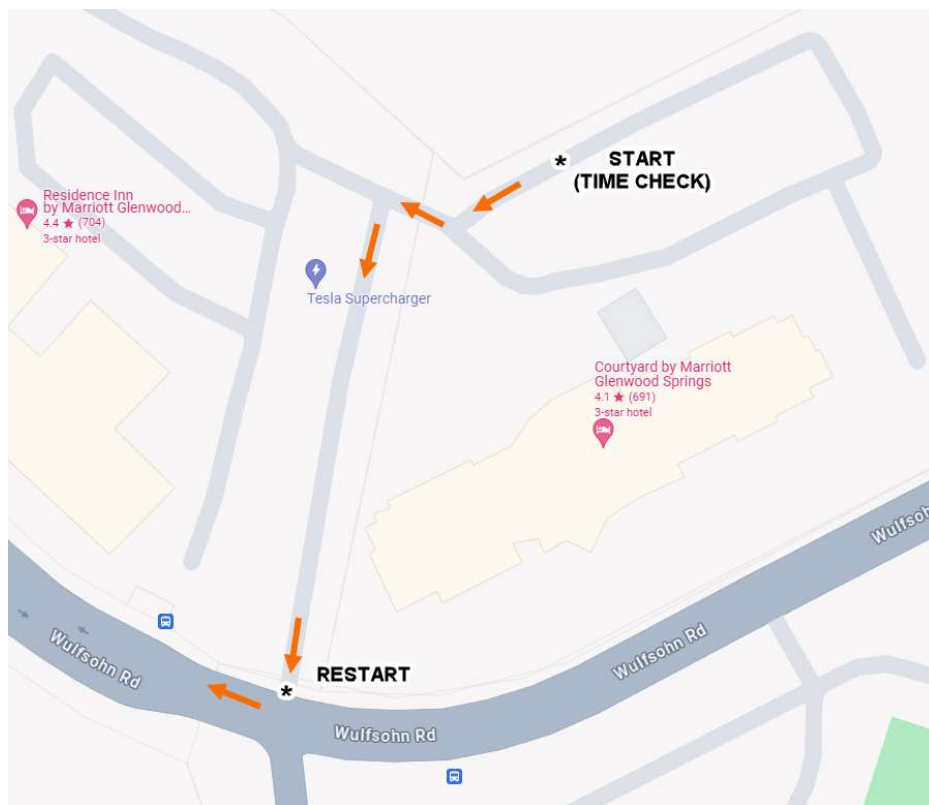 * START
(TIME CHECK)
Residence Inn
by Marriott Glenwood...
4.4 ★ (704)
3-star hotel
Tesla Supercharger
Courtyard by Marriott
Glenwood Springs
4.1 ★ (691)
3-star hotel
Wulfsohn
Wulfsohn Rd
Wulfsohn Rd
* RESTART
Wulfsohn Rd